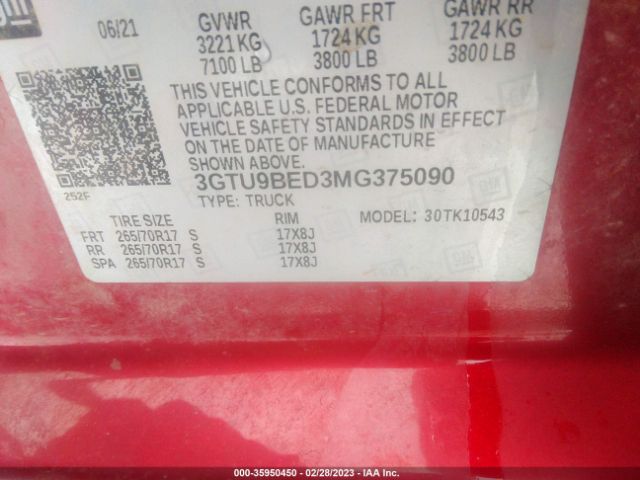 gm
06/21 GVWR GAWR FRT GAWR RR
3221 KG 1724 KG 1724 KG
7100 LB 3800 LB 3800 LB
THIS VEHICLE CONFORMS TO ALL
APPLICABLE U.S. FEDERAL MOTOR
VEHICLE SAFETY STANDARDS IN EFFECT
ON THE DATE OF MANUFACTURE
SHOWN ABOVE.
3GTU9BED3MG375090
252F TYPE: TRUCK
TIRE SIZE RIM MODEL: 30TK10543
FRT 265/70R17 S 17X8J
RR 265/70R17 S 17X8J
SPA 265/70R17 S 17X8J
000-35950450 - 02/28/2023 - IAA Inc.